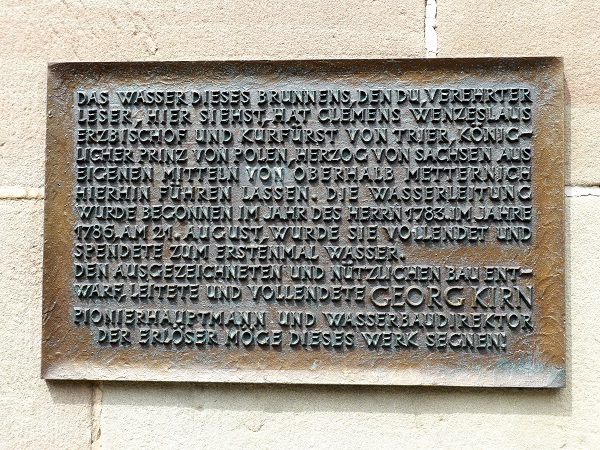 DAS WASSER DIESES BRUNNENS, DEN DU, VEREHRTER
LESER, HIER SIEHST, HAT CLEMENS WENZESLAUS
ERZBISCHOF UND KURFÜRST VON TRIER, KÖNIG-
LICHER PRINZ VON POLEN, HERZOG VON SACHSEN AUS
EIGENEN MITTELN VON OBERHALB METTERNICH
HIERHIN FÜHREN LASSEN. DIE WASSERLEITUNG
WURDE BEGONNEN IM JAHR DES HERRN 1783. IM JAHRE
1786, AM 21. AUGUST WURDE SIE VOLLENDET UND
SPENDETE ZUM ERSTENMAL WASSER.
DEN AUSGEZEICHNETEN UND NÜTZLICHEN BAU ENT-
WARF, LEITETE UND VOLLENDETE GEORG KIRN
PIONIERHAUPTMANN UND WASSERBAUDIREKTOR
DER ERLÖSER MÖGE DIESES WERK SEGNEN!